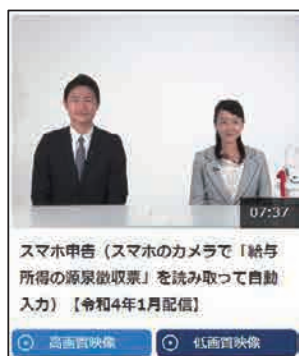 07:37
スマホ申告（スマホのカメラで「給与
所得の源泉徴収票」を読み取って自動
入力）【令和4年1月配信】
高画質映像
低画質映像